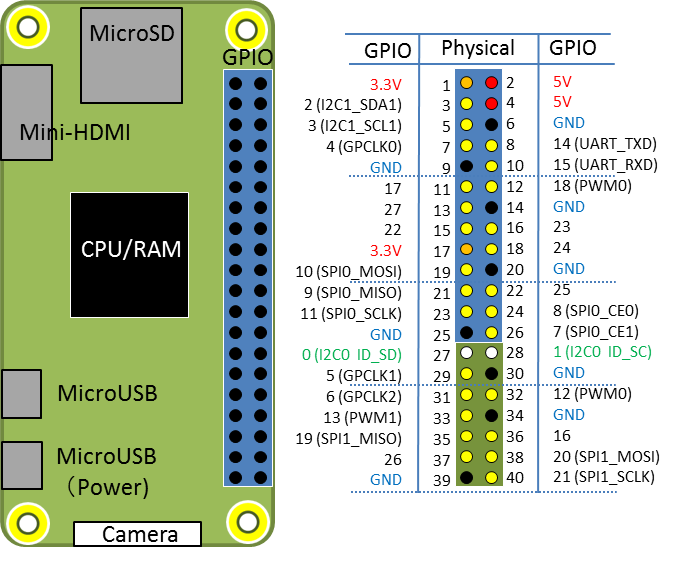 MicroSD
GPIO
Mini-HDMI
CPU/RAM
MicroUSB
MicroUSB
(Power)
Camera
GPIO Physical GPIO
3.3V 1 2 5V
2 (I2C1_SDA1) 3 4 5V
3 (I2C1_SCL1) 5 6 GND
4 (GPCLK0) 7 8 14 (UART_TXD)
GND 9 10 15 (UART_RXD)
17 11 12 18 (PWM0)
27 13 14 GND
22 15 16 23
3.3V 17 18 24
10 (SPI0_MOSI) 19 20 GND
9 (SPI0_MISO) 21 22 25
11 (SPI0_SCLK) 23 24 8 (SPI0_CE0)
GND 25 26 7 (SPI0_CE1)
0 (I2C0 ID_SD) 27 28 1 (I2C0 ID_SC)
5 (GPCLK1) 29 30 GND
6 (GPCLK2) 31 32 12 (PWM0)
13 (PWM1) 33 34 GND
19 (SPI1_MISO) 35 36 16
26 37 38 20 (SPI1_MOSI)
GND 39 40 21 (SPI1_SCLK)